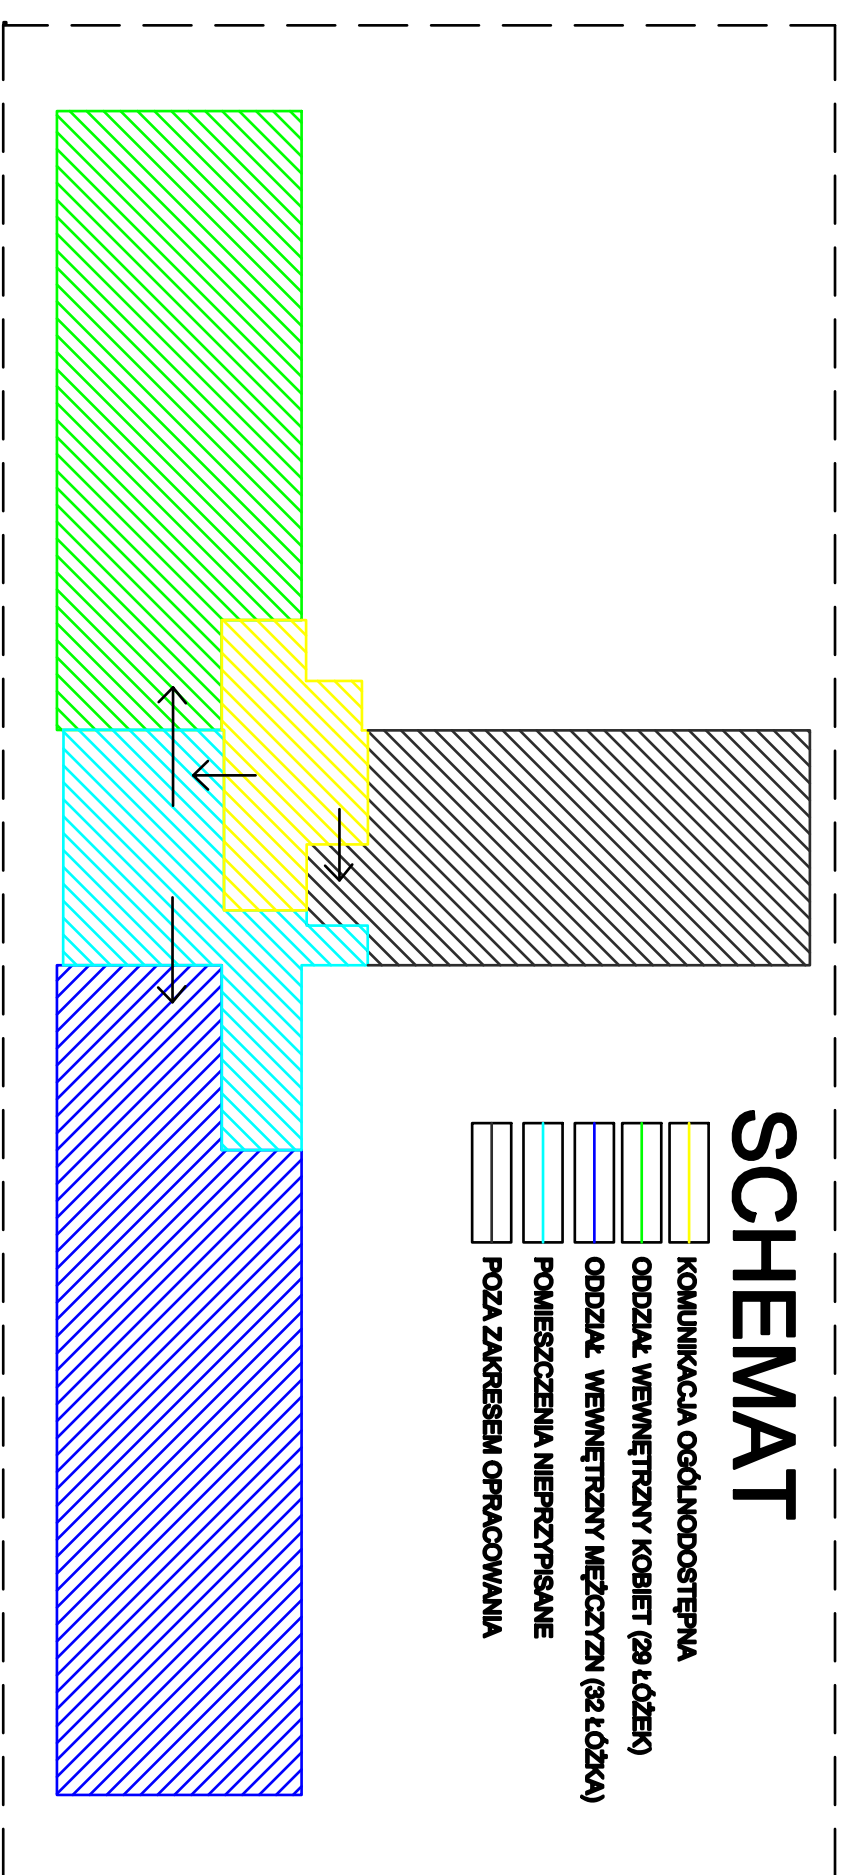 SCHEMAT
KOMUNIKACJA OGÓLNODOSTĘPNA
ODDZIAŁ WEWNĘTRZNY KOBIET (29 ŁÓŻEK)
ODDZIAŁ WEWNĘTRZNY MĘŻCZYZN (32 ŁÓŻKA)
POMIESZCZENIA NIEPRZYPISANE
POZA ZAKRESEM OPRACOWANIA